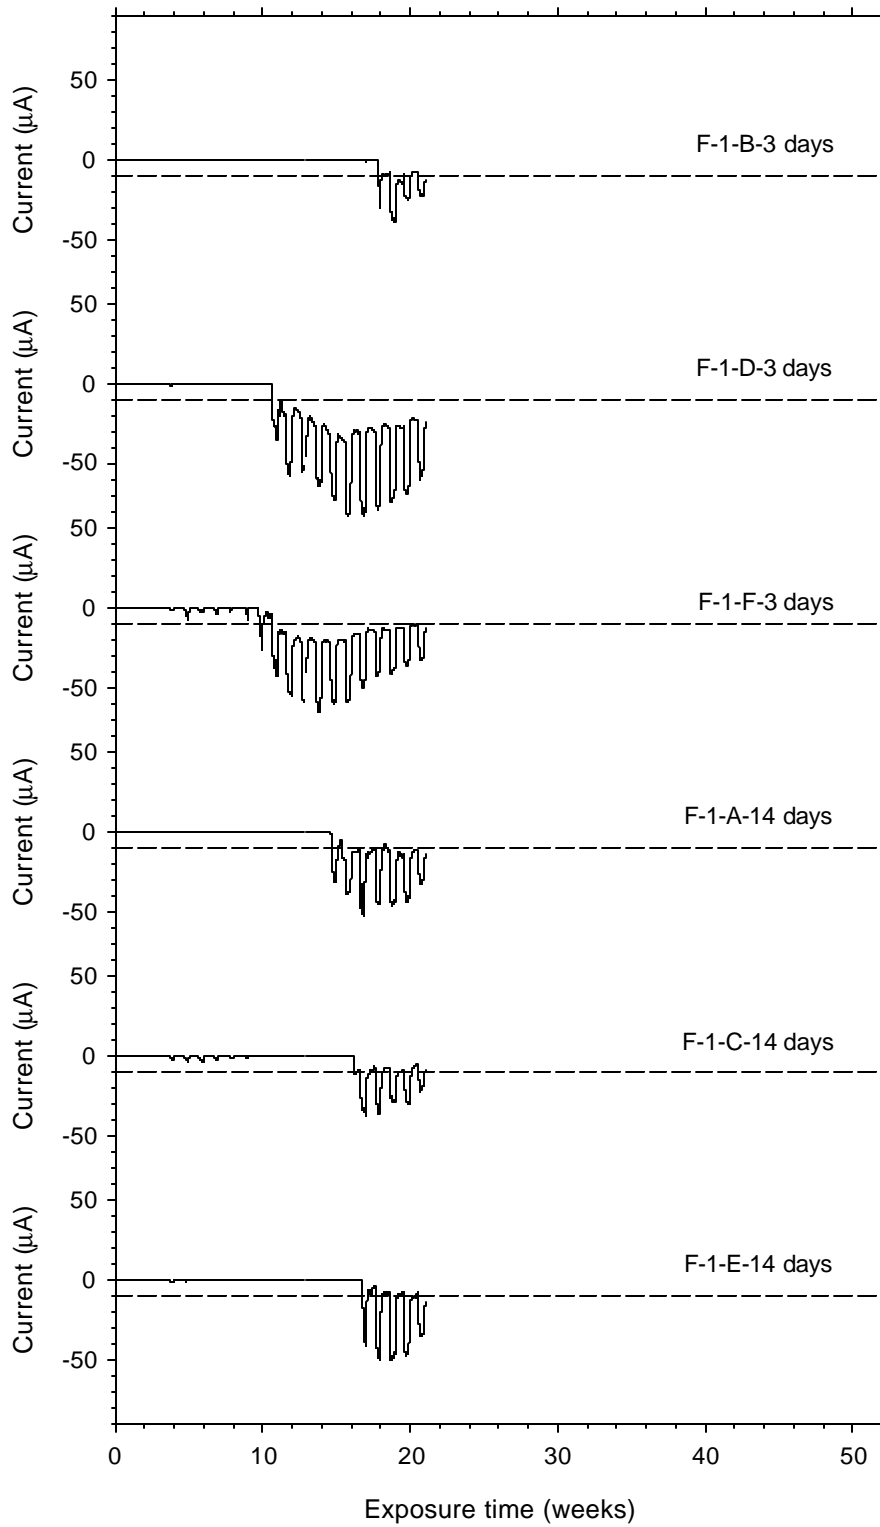 50
Current (µA)
F-1-B-3 days
0
-50
50
Current (µA)
F-1-D-3 days
0
-50
50
Current (µA)
F-1-F-3 days
0
-50
50
Current (µA)
F-1-A-14 days
0
-50
50
Current (µA)
F-1-C-14 days
0
-50
50
Current (µA)
F-1-E-14 days
0
-50
0 10 20 30 40 50
Exposure time (weeks)